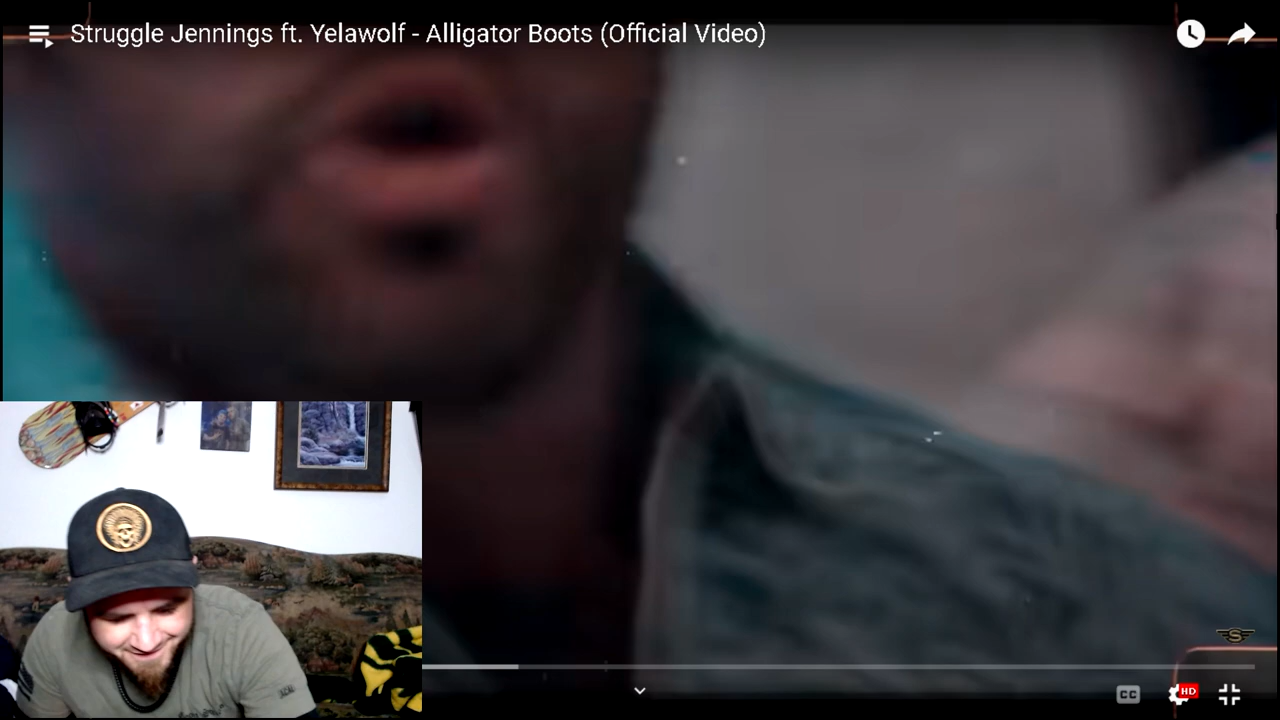 Struggle Jennings ft. Yelawolf - Alligator Boots (Official Video)
S
CC
HD